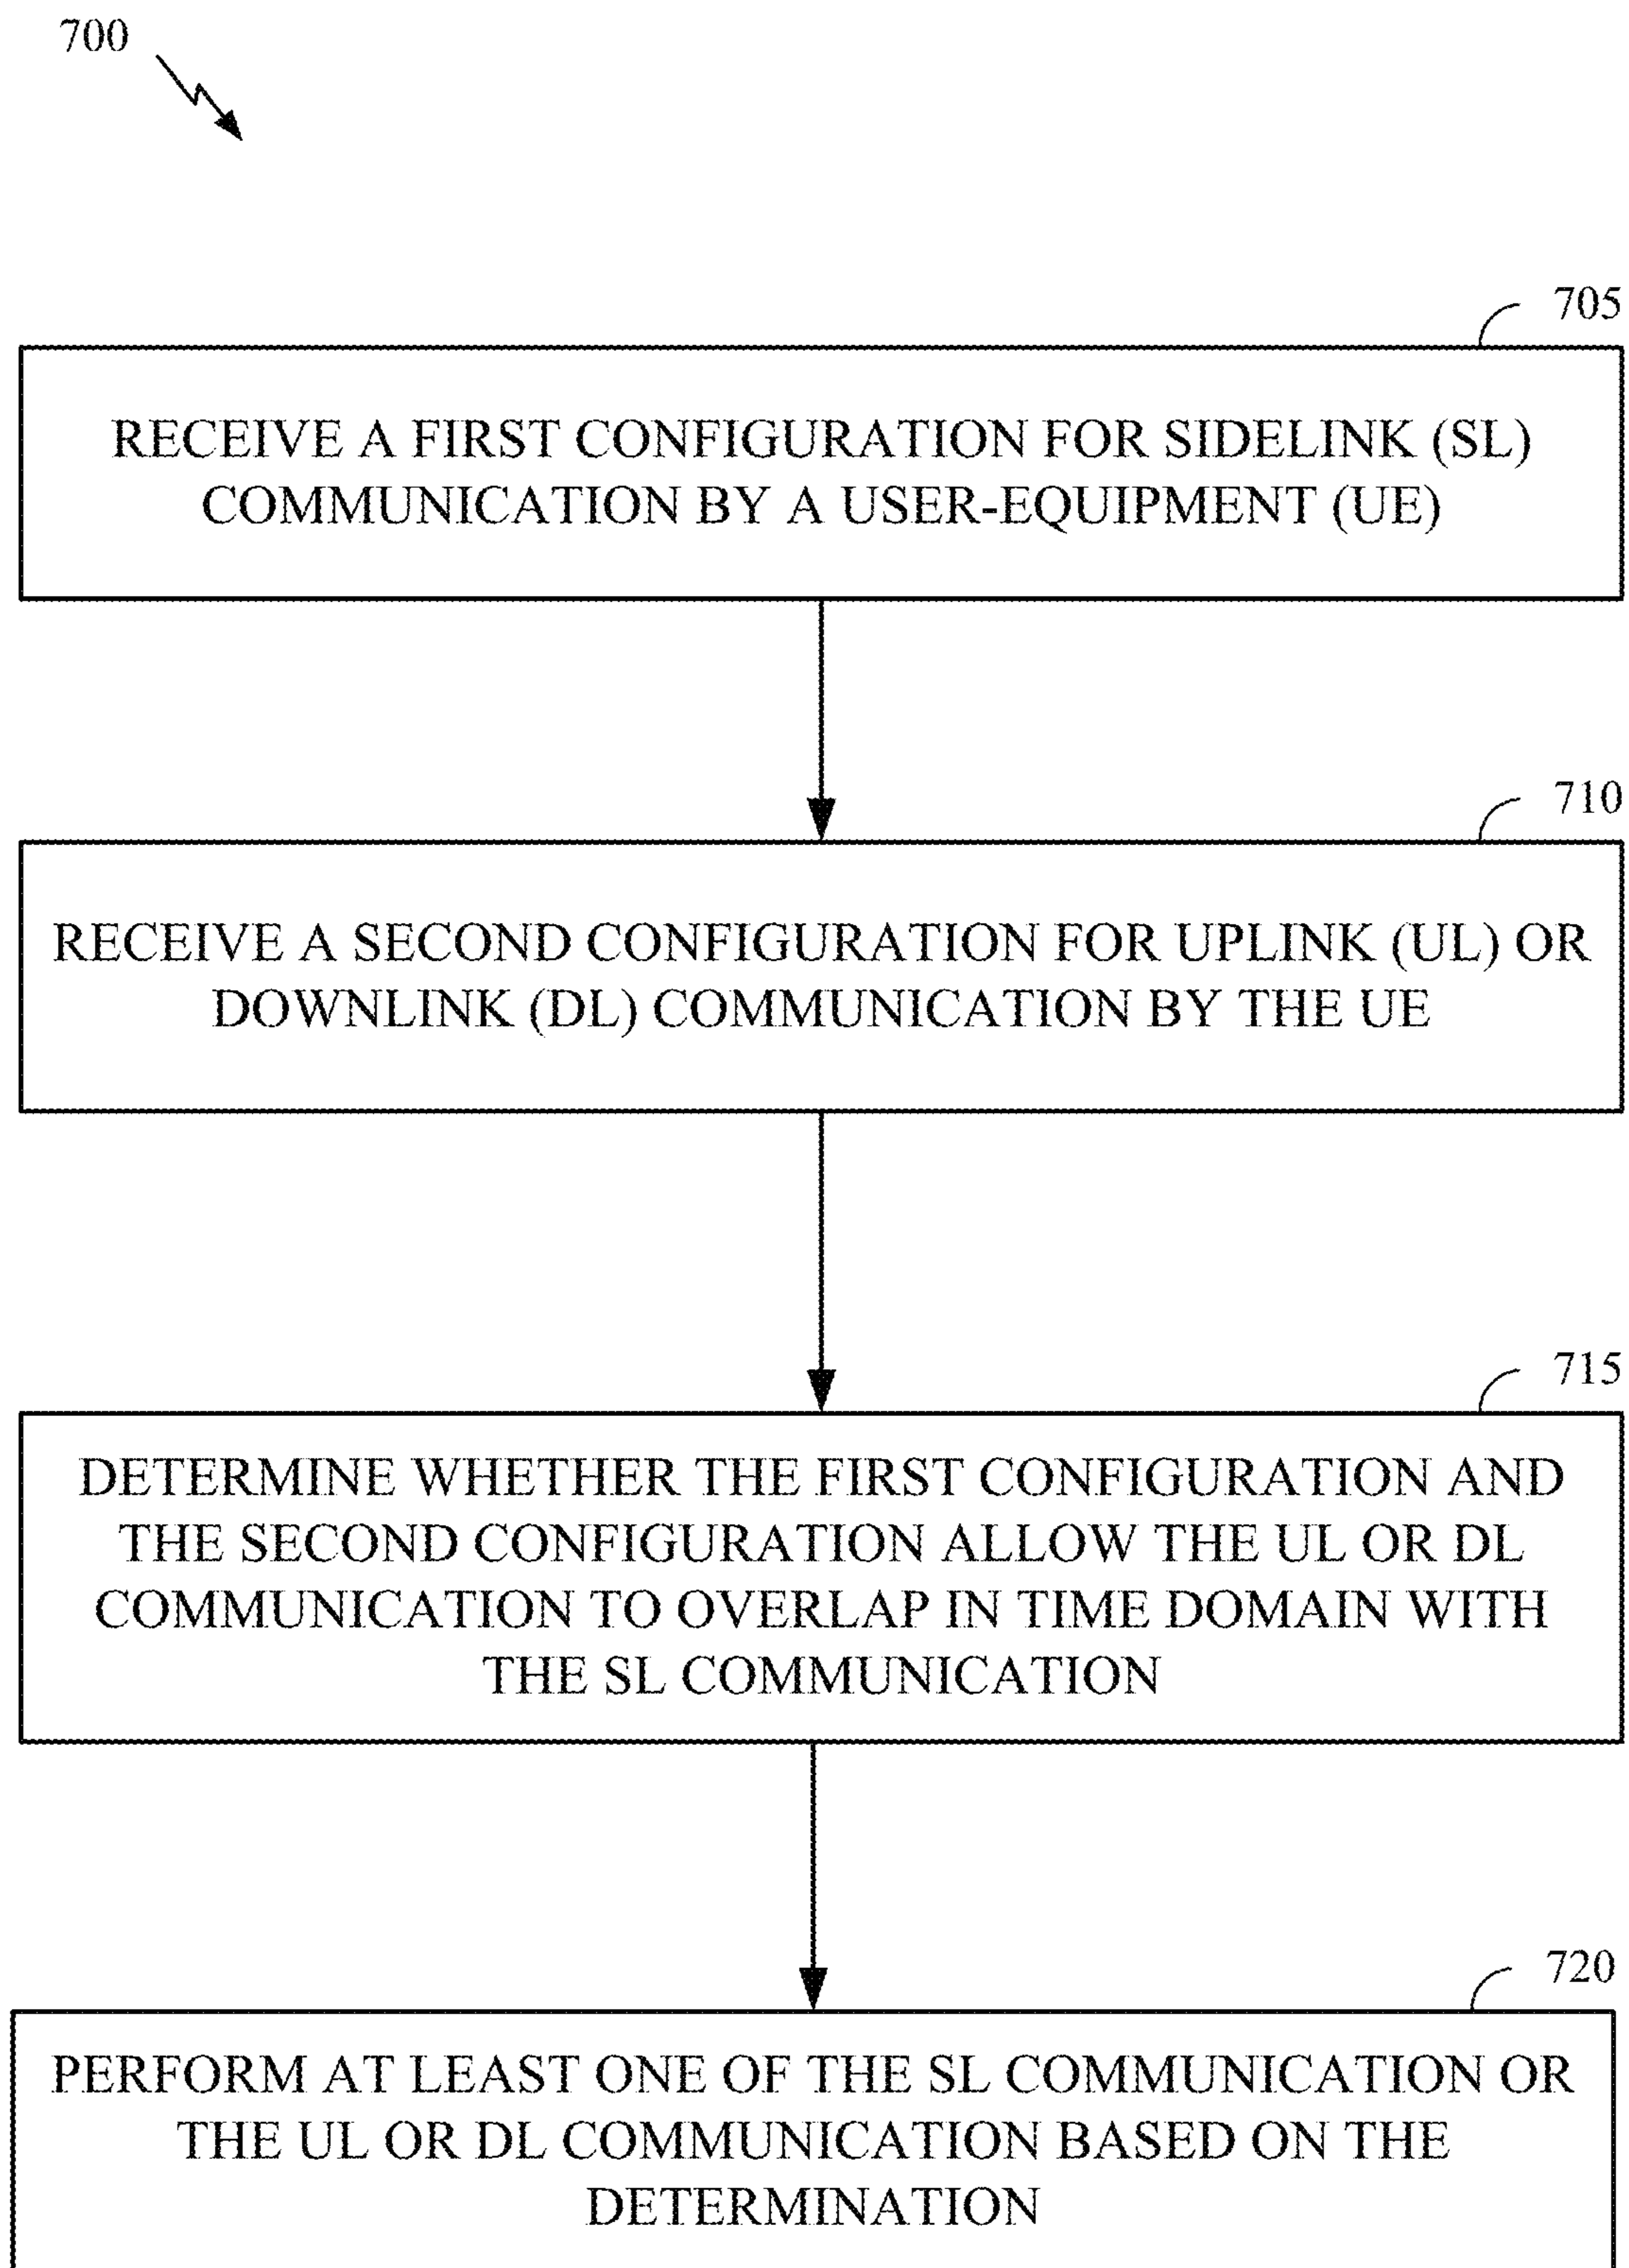 700
705
RECEIVE A FIRST CONFIGURATION FOR SIDELINK (SL)
COMMUNICATION BY A USER-EQUIPMENT (UE)
710
RECEIVE A SECOND CONFIGURATION FOR UPLINK (UL) OR
DOWNLINK (DL) COMMUNICATION BY THE UE
715
DETERMINE WHETHER THE FIRST CONFIGURATION AND
THE SECOND CONFIGURATION ALLOW THE UL OR DL
COMMUNICATION TO OVERLAP IN TIME DOMAIN WITH
THE SL COMMUNICATION
720
PERFORM AT LEAST ONE OF THE SL COMMUNICATION OR
THE UL OR DL COMMUNICATION BASED ON THE
DETERMINATION